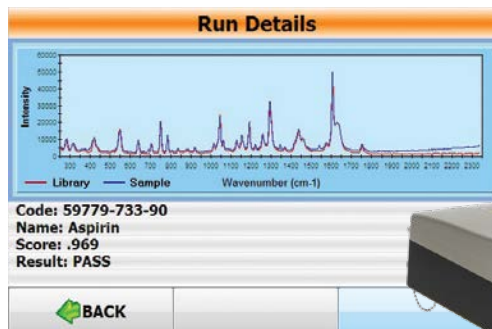 Run Details
60000
50000
40000
30000
20000
10000
0
Intensity
300 400 500 600 700 800 900 1000 1100 1200 1300 1400 1500 1600 1700 1800 1900 2000 2100 2200 2300
Library Sample Wavenumber (cm-1)
Code: 59779-733-90
Name: Aspirin
Score: .969
Result: PASS
BACK